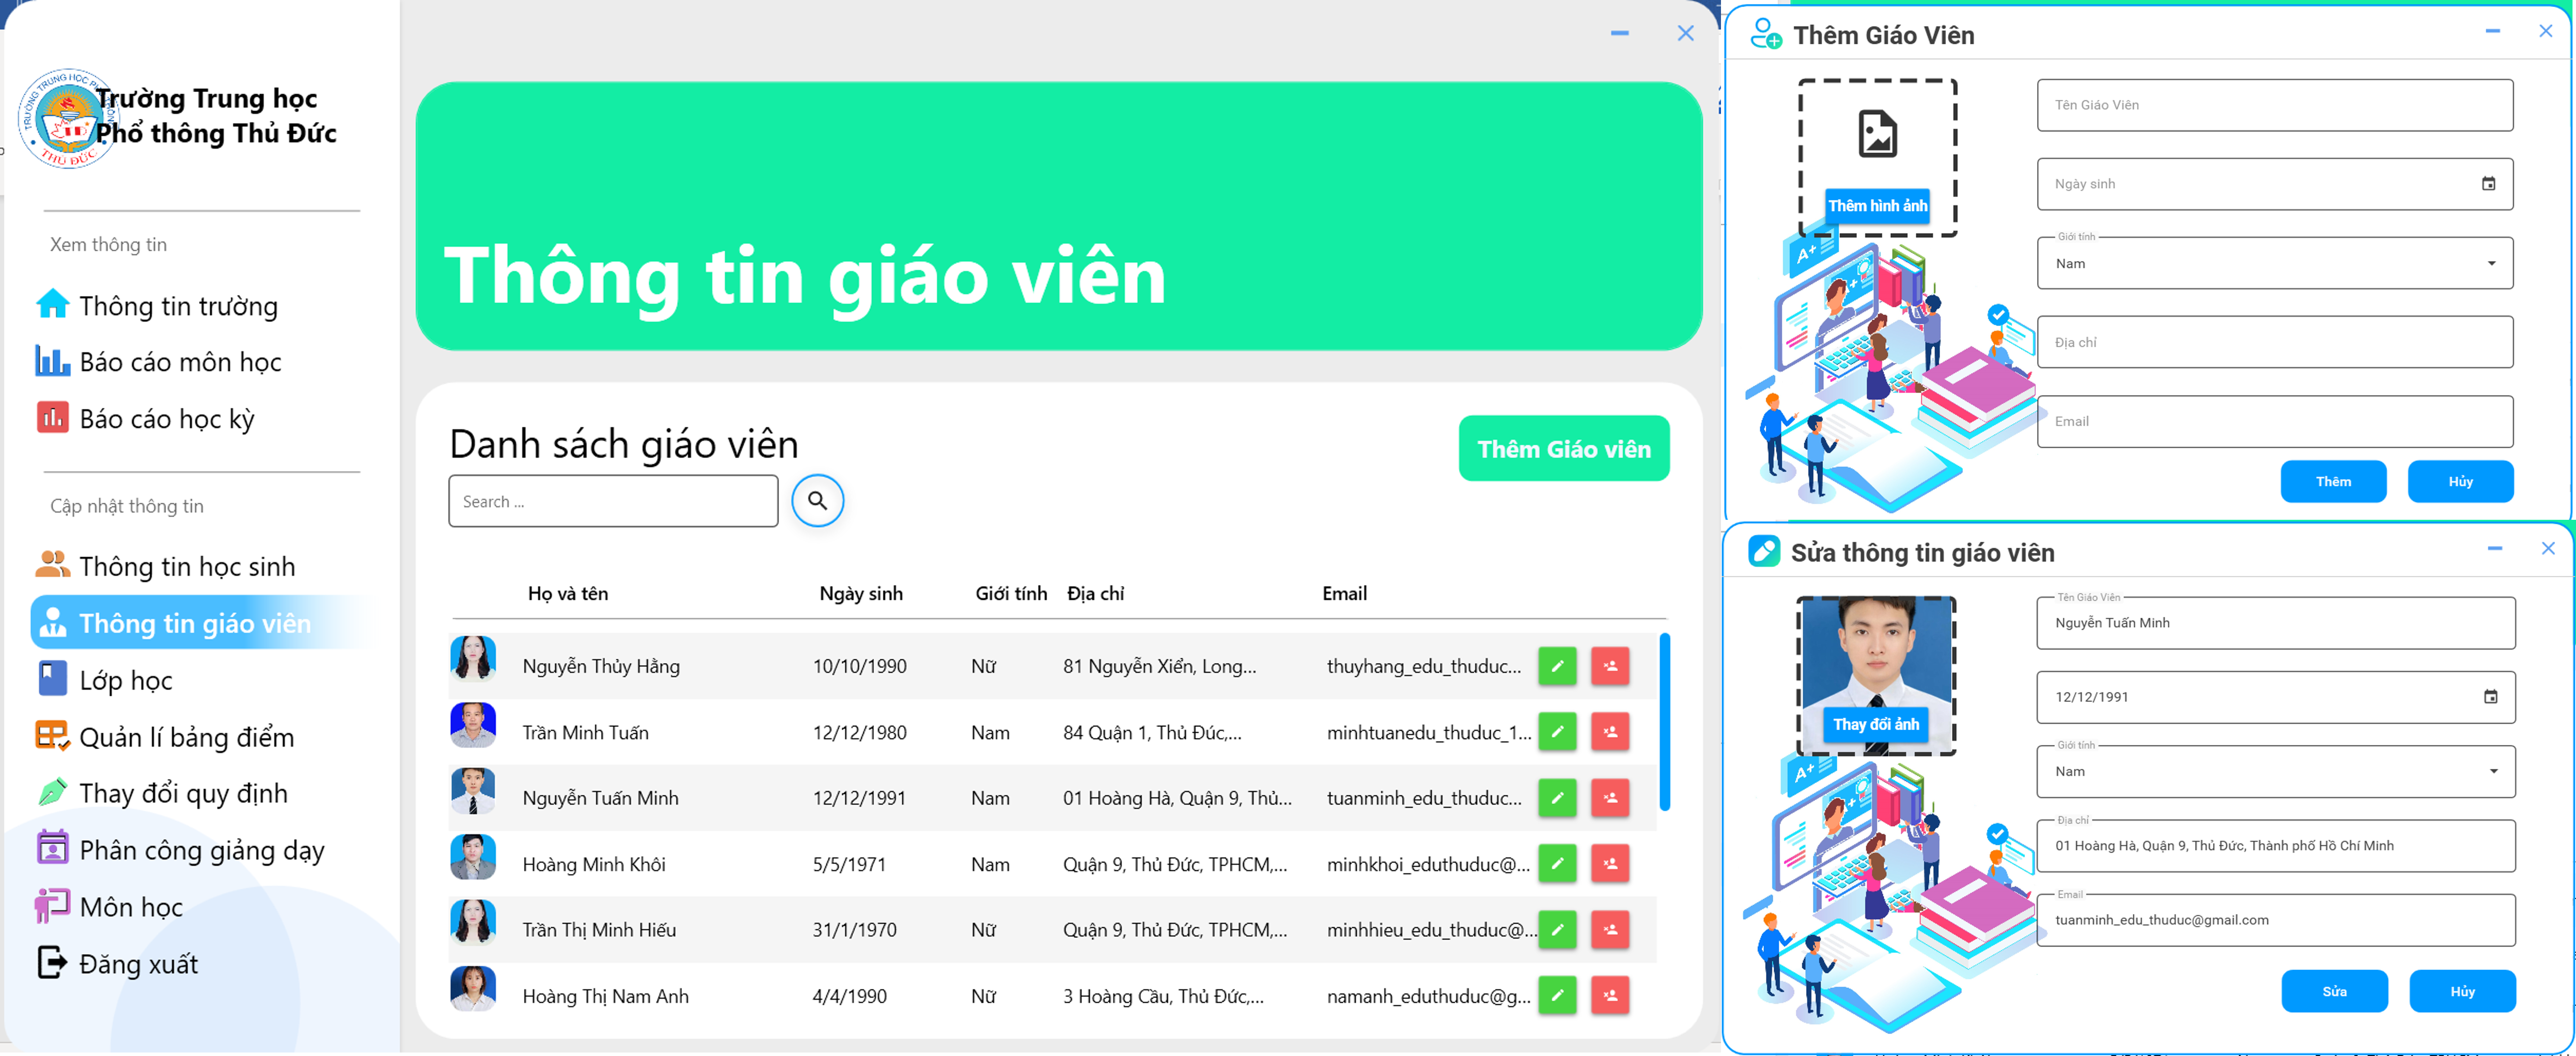 TRƯỜNG TRUNG HỌC PHỔ THÔNG
THỦ ĐỨC
Trường Trung học
Phổ thông Thủ Đức
Xem thông tin
Thông tin trường
Báo cáo môn học
Báo cáo học kỳ
Cập nhật thông tin
Thông tin học sinh
Thông tin giáo viên
Lớp học
Quản lí bảng điểm
Thay đổi quy định
Phân công giảng dạy
Môn học
Đăng xuất
Thông tin giáo viên
Danh sách giáo viên
Thêm Giáo viên
Search ...
Họ và tên Ngày sinh Giới tính Địa chỉ Email
Nguyễn Thủy Hằng 10/10/1990 Nữ 81 Nguyễn Xiển, Long... thuyhang_edu_thuduc...
Trần Minh Tuấn 12/12/1980 Nam 84 Quận 1, Thủ Đúc,... minhtuanedu_thuduc_1...
Nguyễn Tuấn Minh 12/12/1991 Nam 01 Hoàng Hà, Quận 9, Thủ... tuanminh_edu_thuduc...
Hoàng Minh Khôi 5/5/1971 Nam Quận 9, Thủ Đức, TPHCM,... minhkhoi_eduthuduc@...
Trần Thị Minh Hiếu 31/1/1970 Nữ Quận 9, Thủ Đức, TPHCM,... minhhieu_edu_thuduc@...
Hoàng Thị Nam Anh 4/4/1990 Nữ 3 Hoàng Cầu, Thủ Đức,... namanh_eduthuduc@g...
Thêm Giáo Viên
Thêm hình ảnh
A+
Tên Giáo Viên
Ngày sinh
Giới tính
Nam
Địa chỉ
Email
Thêm Hủy
Sửa thông tin giáo viên
Thay đổi ảnh
A+
Tên Giáo Viên
Nguyễn Tuấn Minh
12/12/1991
Giới tính
Nam
Địa chỉ
01 Hoàng Hà, Quận 9, Thủ Đức, Thành phố Hồ Chí Minh
Email
tuanminh_edu_thuduc@gmail.com
Sửa Hủy